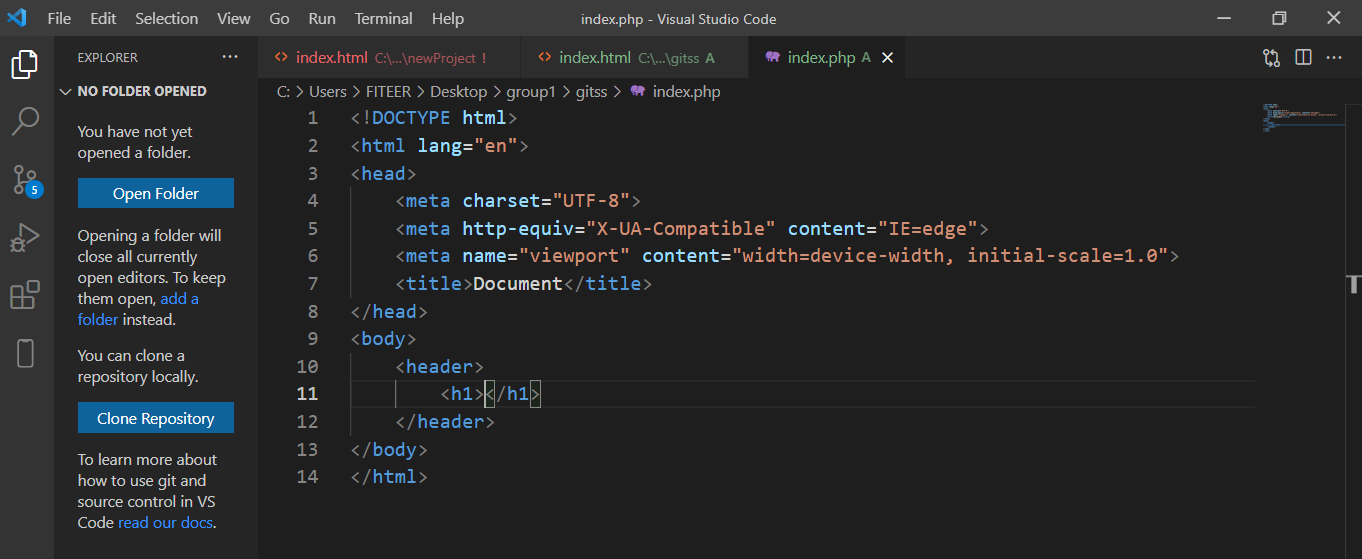 File Edit Selection View Go Run Terminal Help
index.php - Visual Studio Code
EXPLORER
NO FOLDER OPENED
You have not yet
opened a folder.
Open Folder
Opening a folder will
close all currently
open editors. To keep
them open, add a
folder instead.
You can clone a
repository locally.
Clone Repository
To learn more about
how to use git and
source control in VS
Code read our docs.
5
index.html C:\...\newProject !
index.html C:\...\gitss A
index.php A
C: > Users > FITEER > Desktop > group1 > gitss > index.php
1 <!DOCTYPE html>
2 <html lang="en">
3 <head>
4 <meta charset="UTF-8">
5 <meta http-equiv="X-UA-Compatible" content="IE=edge">
6 <meta name="viewport" content="width=device-width, initial-scale=1.0">
7 <title>Document</title>
8 </head>
9 <body>
10 <header>
11 <h1></h1>
12 </header>
13 </body>
14 </html>